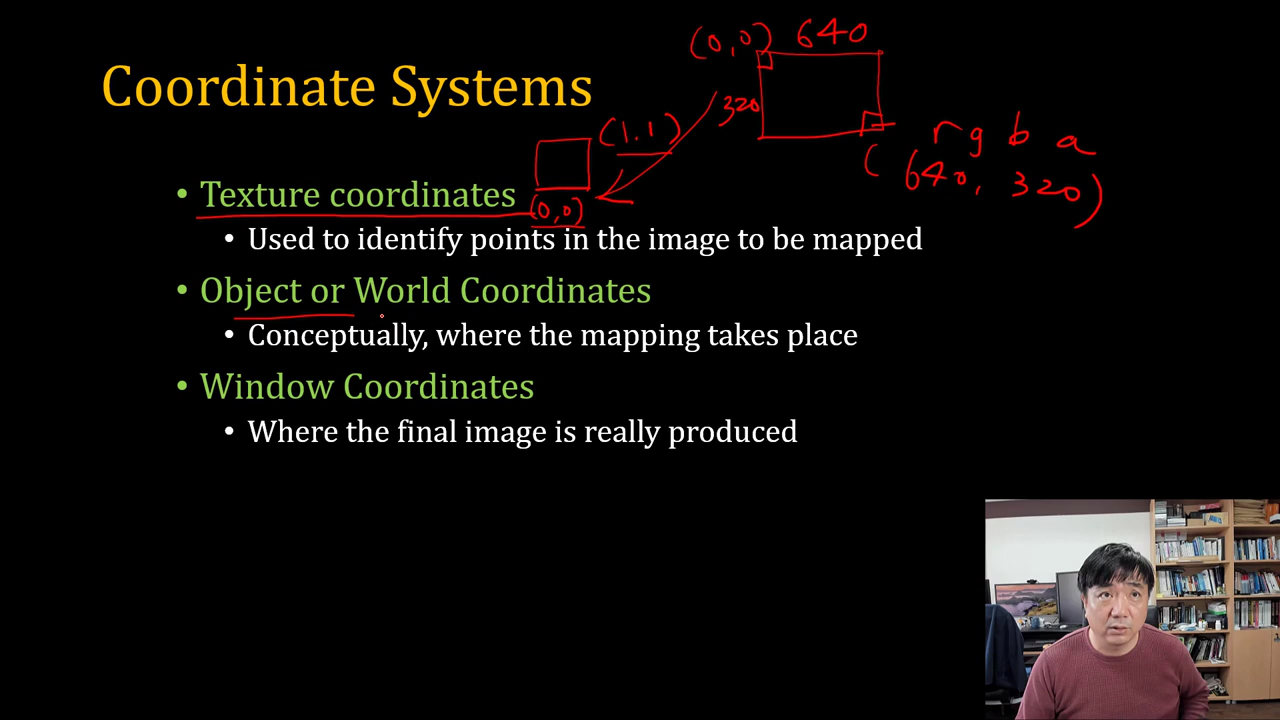 (0,0) 640
Coordinate Systems
320
(1.1)
r g b a
(640, 320)
• Texture coordinates
(0,0)
• Used to identify points in the image to be mapped
• Object or World Coordinates
• Conceptually, where the mapping takes place
• Window Coordinates
• Where the final image is really produced